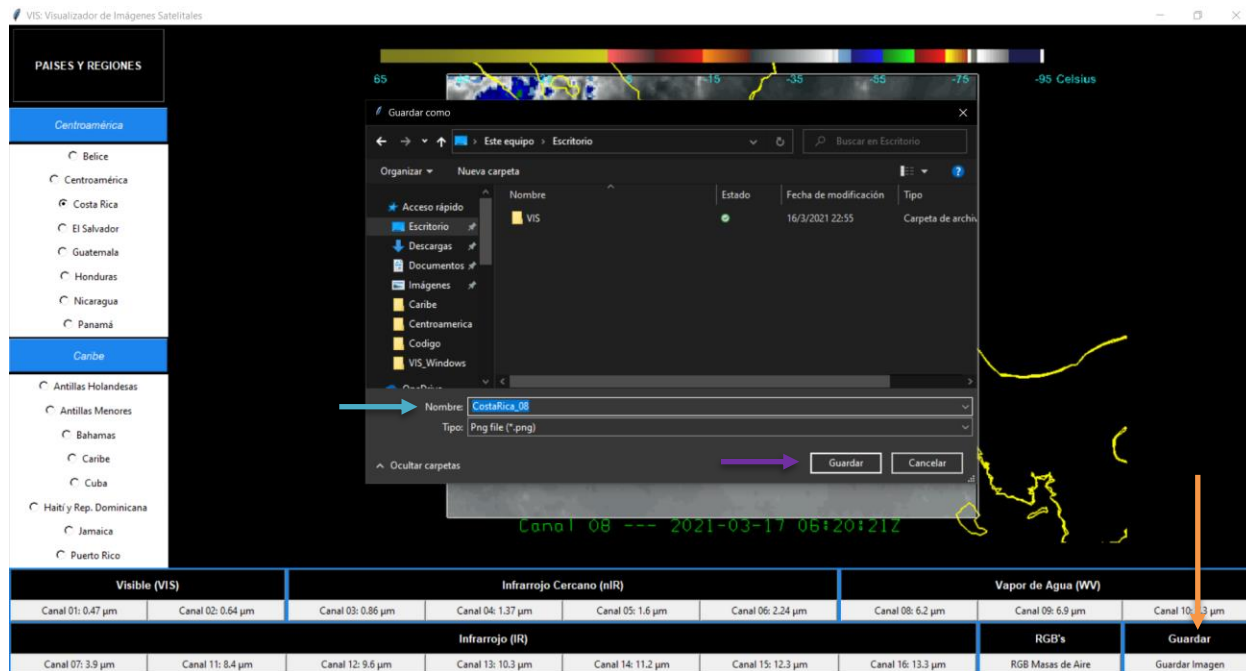 VIS: Visualizador de Imágenes Satelitales
PAISES Y REGIONES
65
-15
-35
-55
-75
-95 Celsius
Centroamérica
Belice
Centroamérica
Costa Rica
El Salvador
Guatemala
Honduras
Nicaragua
Panamá
Caribe
Antillas Holandesas
Antillas Menores
Bahamas
Caribe
Cuba
Haití y Rep. Dominicana
Jamaica
Puerto Rico
Guardar como
Este equipo > Escritorio
Buscar en Escritorio
Organizar
Nueva carpeta
Nombre Estado Fecha de modificación Tipo
VIS 16/3/2021 22:55 Carpeta de archiv
Acceso rápido
Escritorio
Descargas
Documentos
Imágenes
Caribe
Centroamerica
Codigo
VIS_Windows
Nombre: CostaRica_08
Tipo: Png file (*.png)
Ocultar carpetas
Guardar
Cancelar
Canal 08 --- 2021-03-17 06:20:21Z
Visible (VIS) Infrarrojo Cercano (nIR) Vapor de Agua (WV)
Canal 01: 0.47 µm Canal 02: 0.64 µm Canal 03: 0.86 µm Canal 04: 1.37 µm Canal 05: 1.6 µm Canal 06: 2.24 µm Canal 08: 6.2 µm Canal 09: 6.9 µm Canal 10: 3 µm
Infrarrojo (IR) RGB's Guardar
Canal 07: 3.9 µm Canal 11: 8.4 µm Canal 12: 9.6 µm Canal 13: 10.3 µm Canal 14: 11.2 µm Canal 15: 12.3 µm Canal 16: 13.3 µm RGB Masas de Aire Guardar Imagen